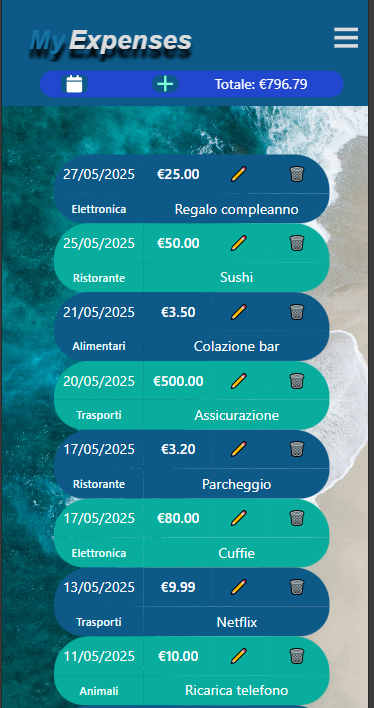 My Expenses
Totale: €796.79
27/05/2025 €25.00
Elettronica Regalo compleanno
25/05/2025 €50.00
Ristorante Sushi
21/05/2025 €3.50
Alimentari Colazione bar
20/05/2025 €500.00
Trasporti Assicurazione
17/05/2025 €3.20
Ristorante Parcheggio
17/05/2025 €80.00
Elettronica Cuffie
13/05/2025 €9.99
Trasporti Netflix
11/05/2025 €10.00
Animali Ricarica telefono